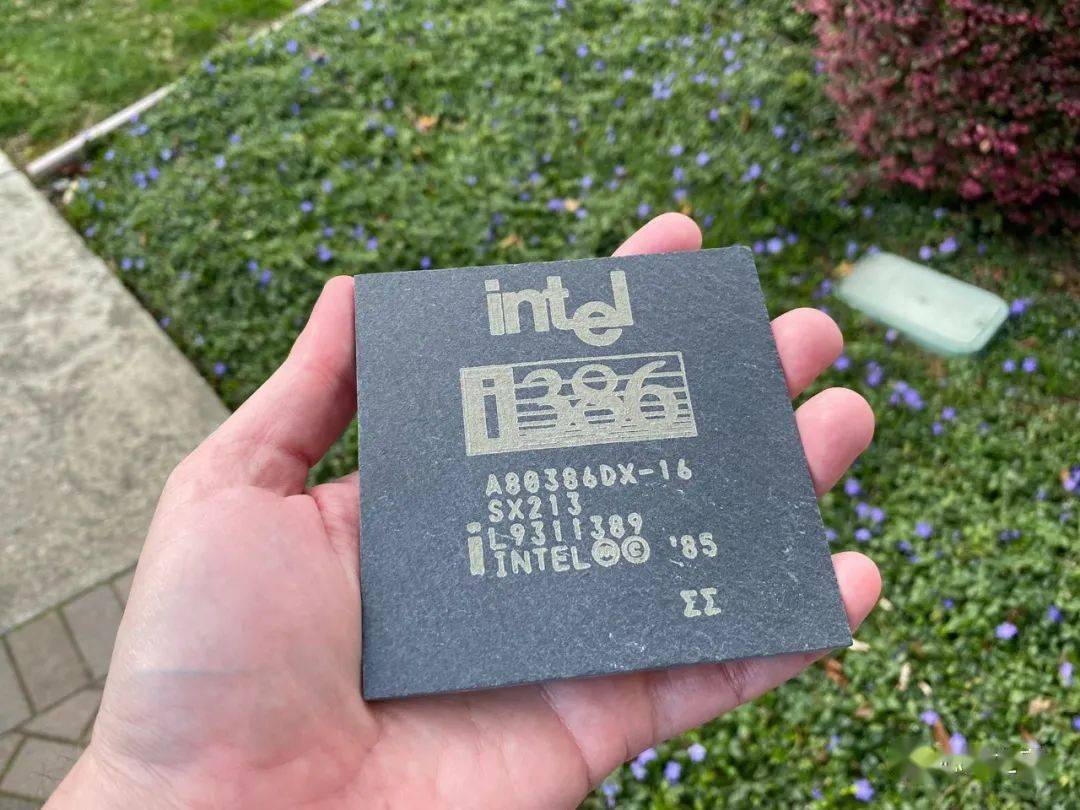 intel
i386
A80386DX-16
SX213
L9311389
i INTEL Ⓜ © '85
ΣΣ